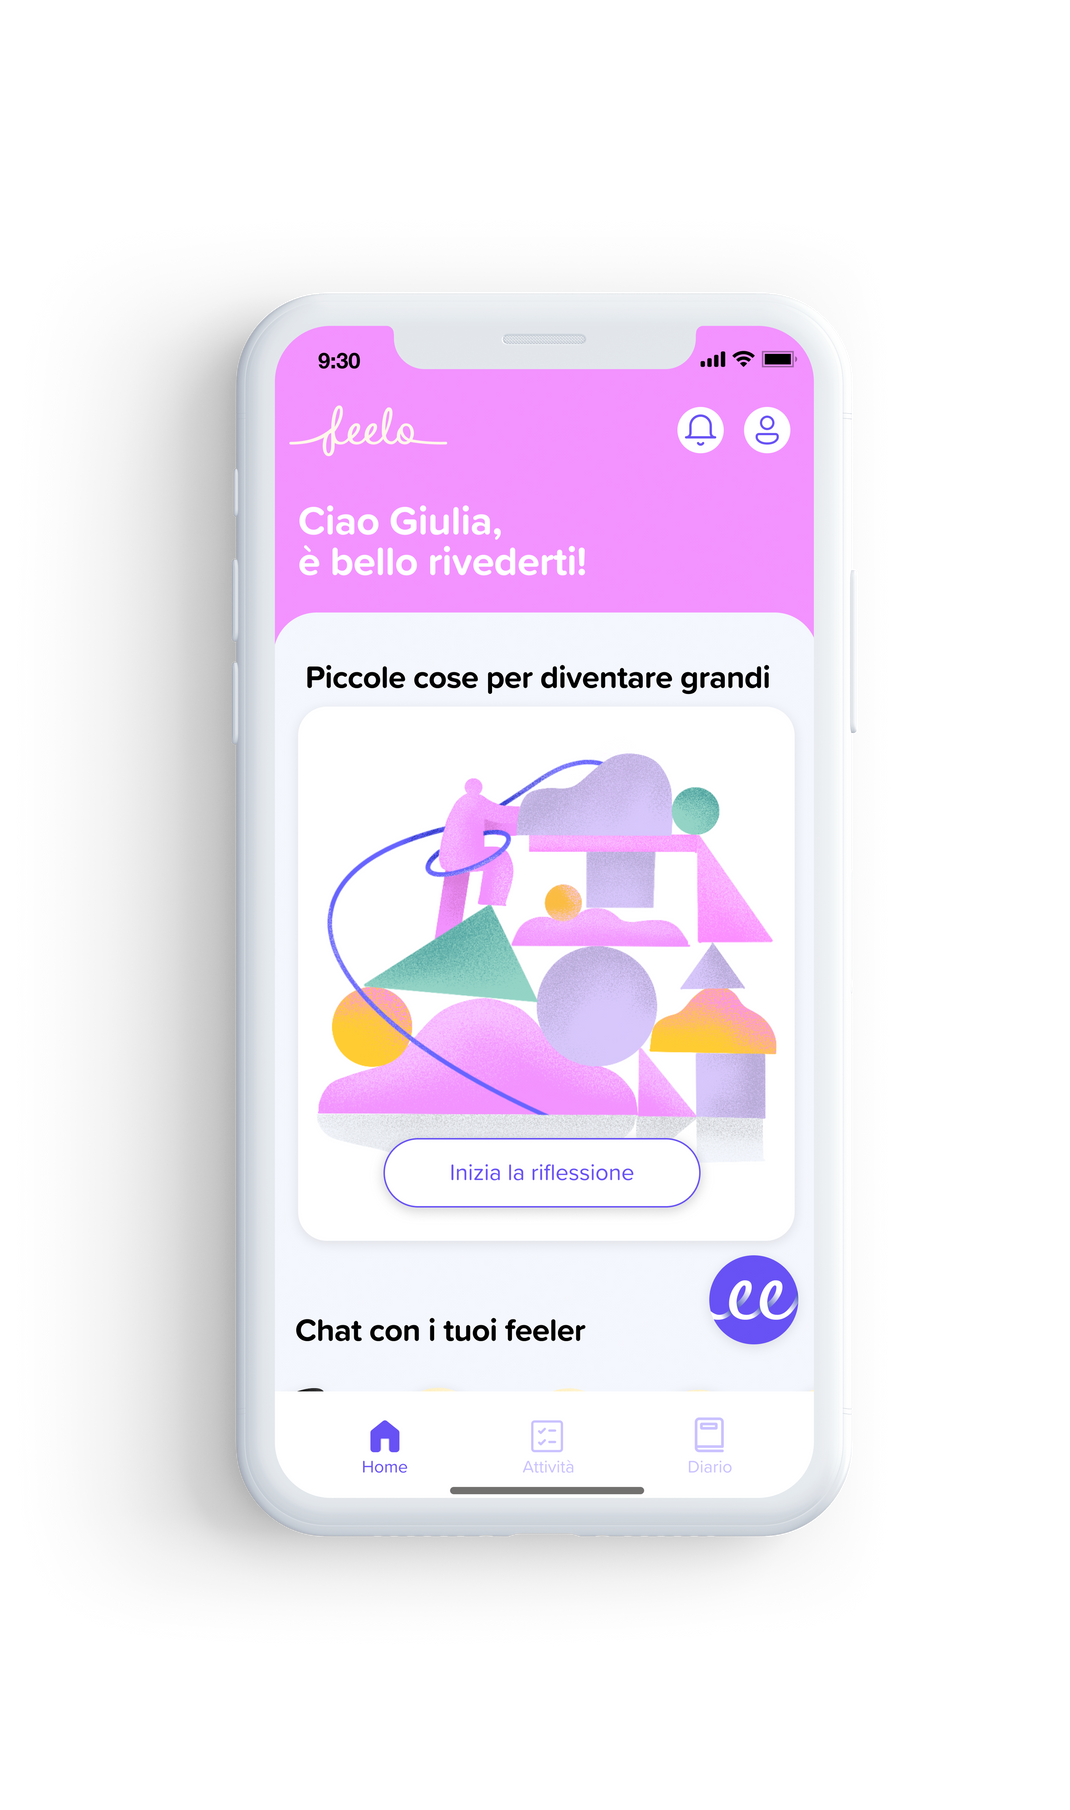 9:30
feelo
Ciao Giulia,
è bello rivederti!
Piccole cose per diventare grandi
Inizia la riflessione
ee
Chat con i tuoi feeler
Home
Attività
Diario